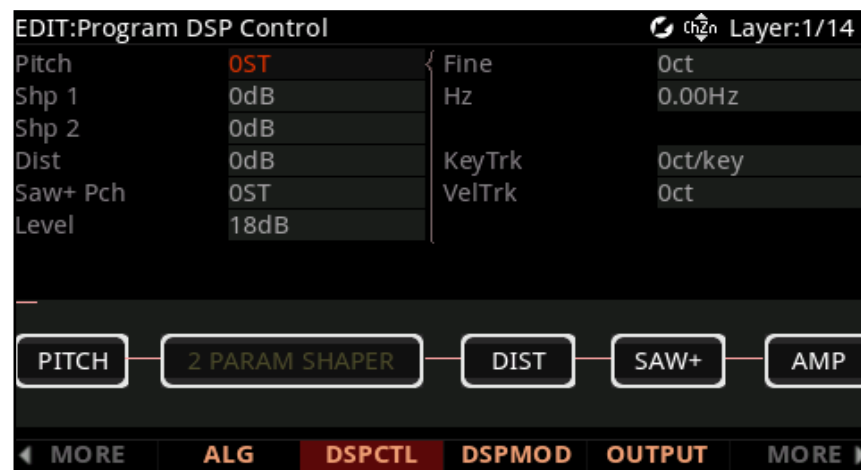 EDIT:Program DSP Control ChZn Layer:1/14
Pitch 0ST Fine 0ct
Shp 1 0dB Hz 0.00Hz
Shp 2 0dB
Dist 0dB KeyTrk 0ct/key
Saw+ Pch 0ST VelTrk 0ct
Level 18dB
PITCH 2 PARAM SHAPER DIST SAW+ AMP
MORE ALG DSPCTL DSPMOD OUTPUT MORE